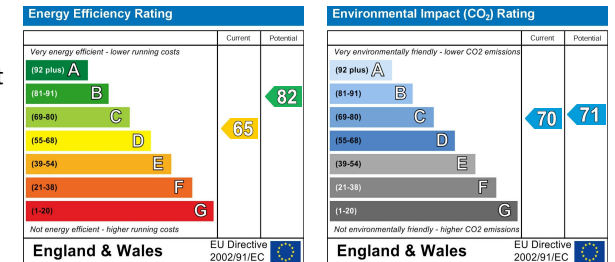 Energy Efficiency Rating
Current Potential
Very energy efficient - lower running costs
(92 plus) A
(81-91) B
82
(69-80) C
65
(55-68) D
(39-54) E
(21-38) F
(1-20) G
Not energy efficient - higher running costs
England & Wales
EU Directive
2002/91/EC
Environmental Impact (CO2) Rating
Current Potential
Very environmentally friendly - lower CO2 emissions
(92 plus) A
(81-91) B
(69-80) C
70 71
(55-68) D
(39-54) E
(21-38) F
(1-20) G
Not environmentally friendly - higher CO2 emissions
England & Wales
EU Directive
2002/91/EC
t